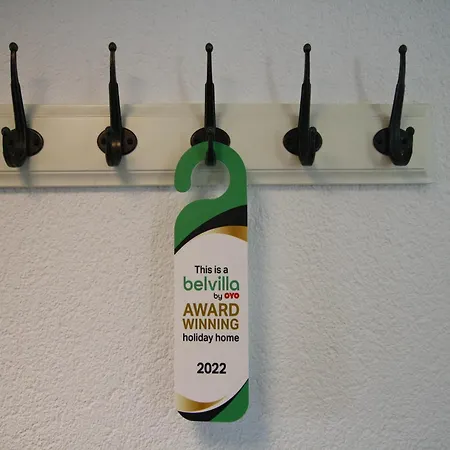 This is a
belvilla
by OYO
AWARD
WINNING
holiday home
2022